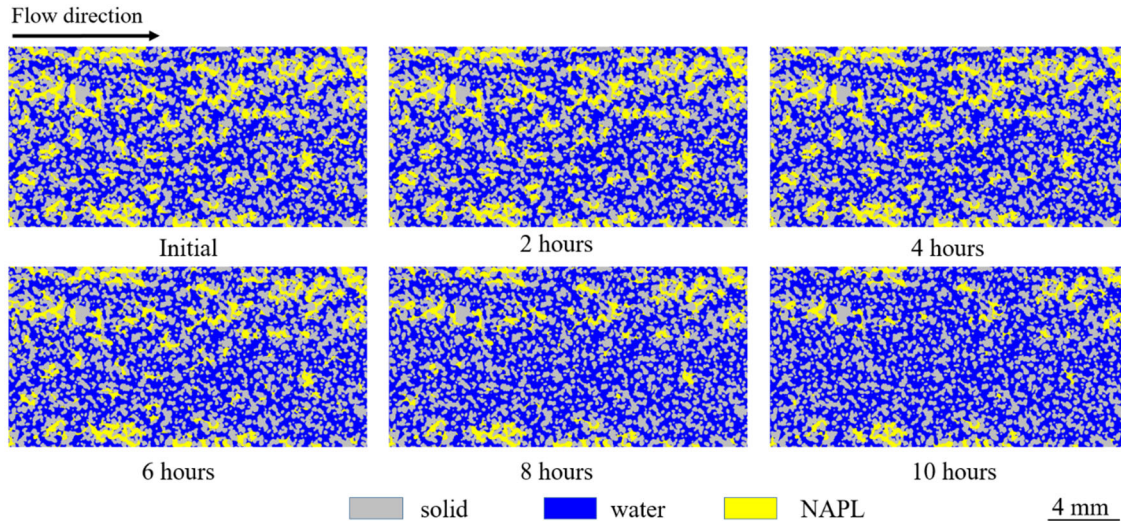 Flow direction
Initial
2 hours
4 hours
6 hours
8 hours
10 hours
solid
water
NAPL
4 mm